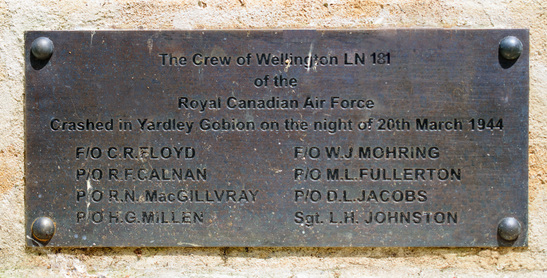 The Crew of Wellington LN 181
of the
Royal Canadian Air Force
Crashed in Yardley Gobion on the night of 20th March 1944
F/O C.R.FLOYD F/O W.J MOHRING
P/O R.F.CALNAN F/O M.L.FULLERTON
P/O R.N. MacGILLVRAY P/O D.L.JACOBS
P/O H.G.MILLEN Sgt. L.H. JOHNSTON